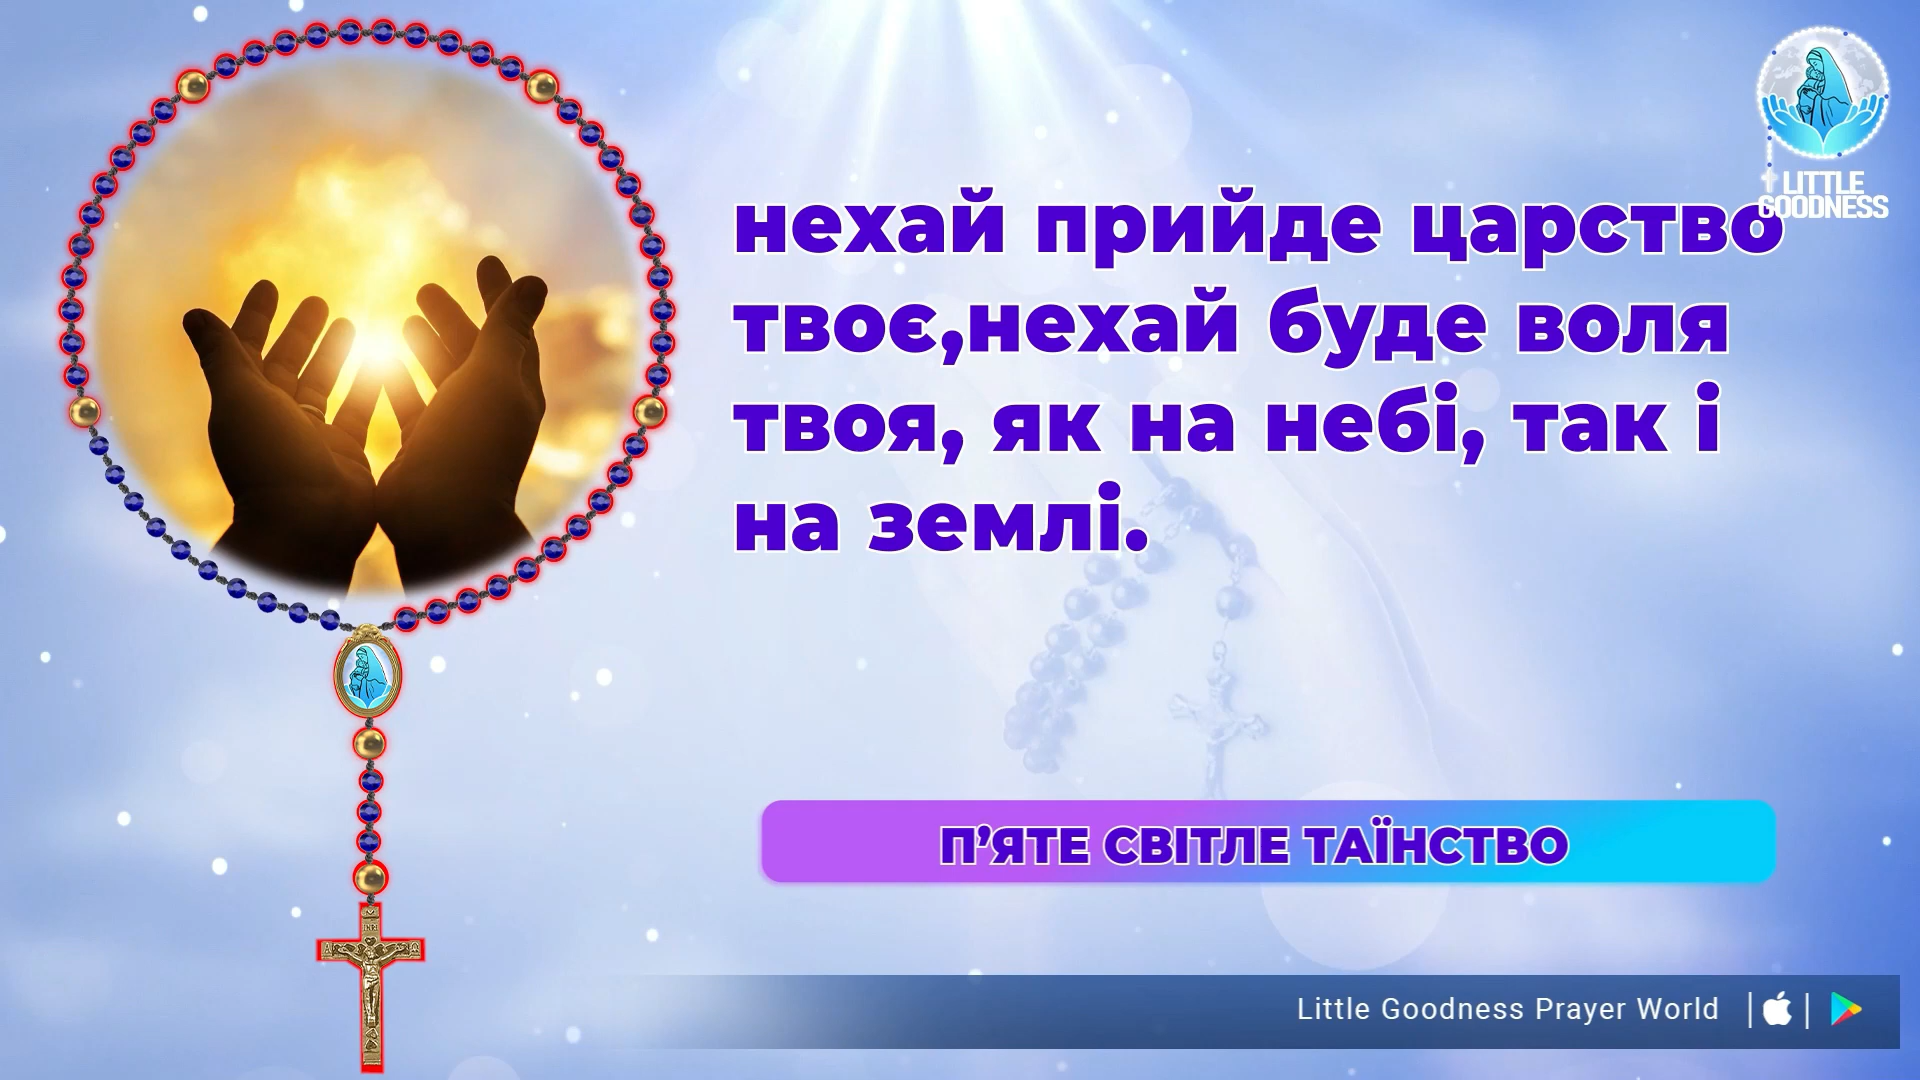 LITTLE
GOODNESS
нехай прийде царство
твоє,нехай буде воля
твоя, як на небі, так і
на землі.
П’ЯТЕ СВІТЛЕ ТАЇНСТВО
INRI
Little Goodness Prayer World